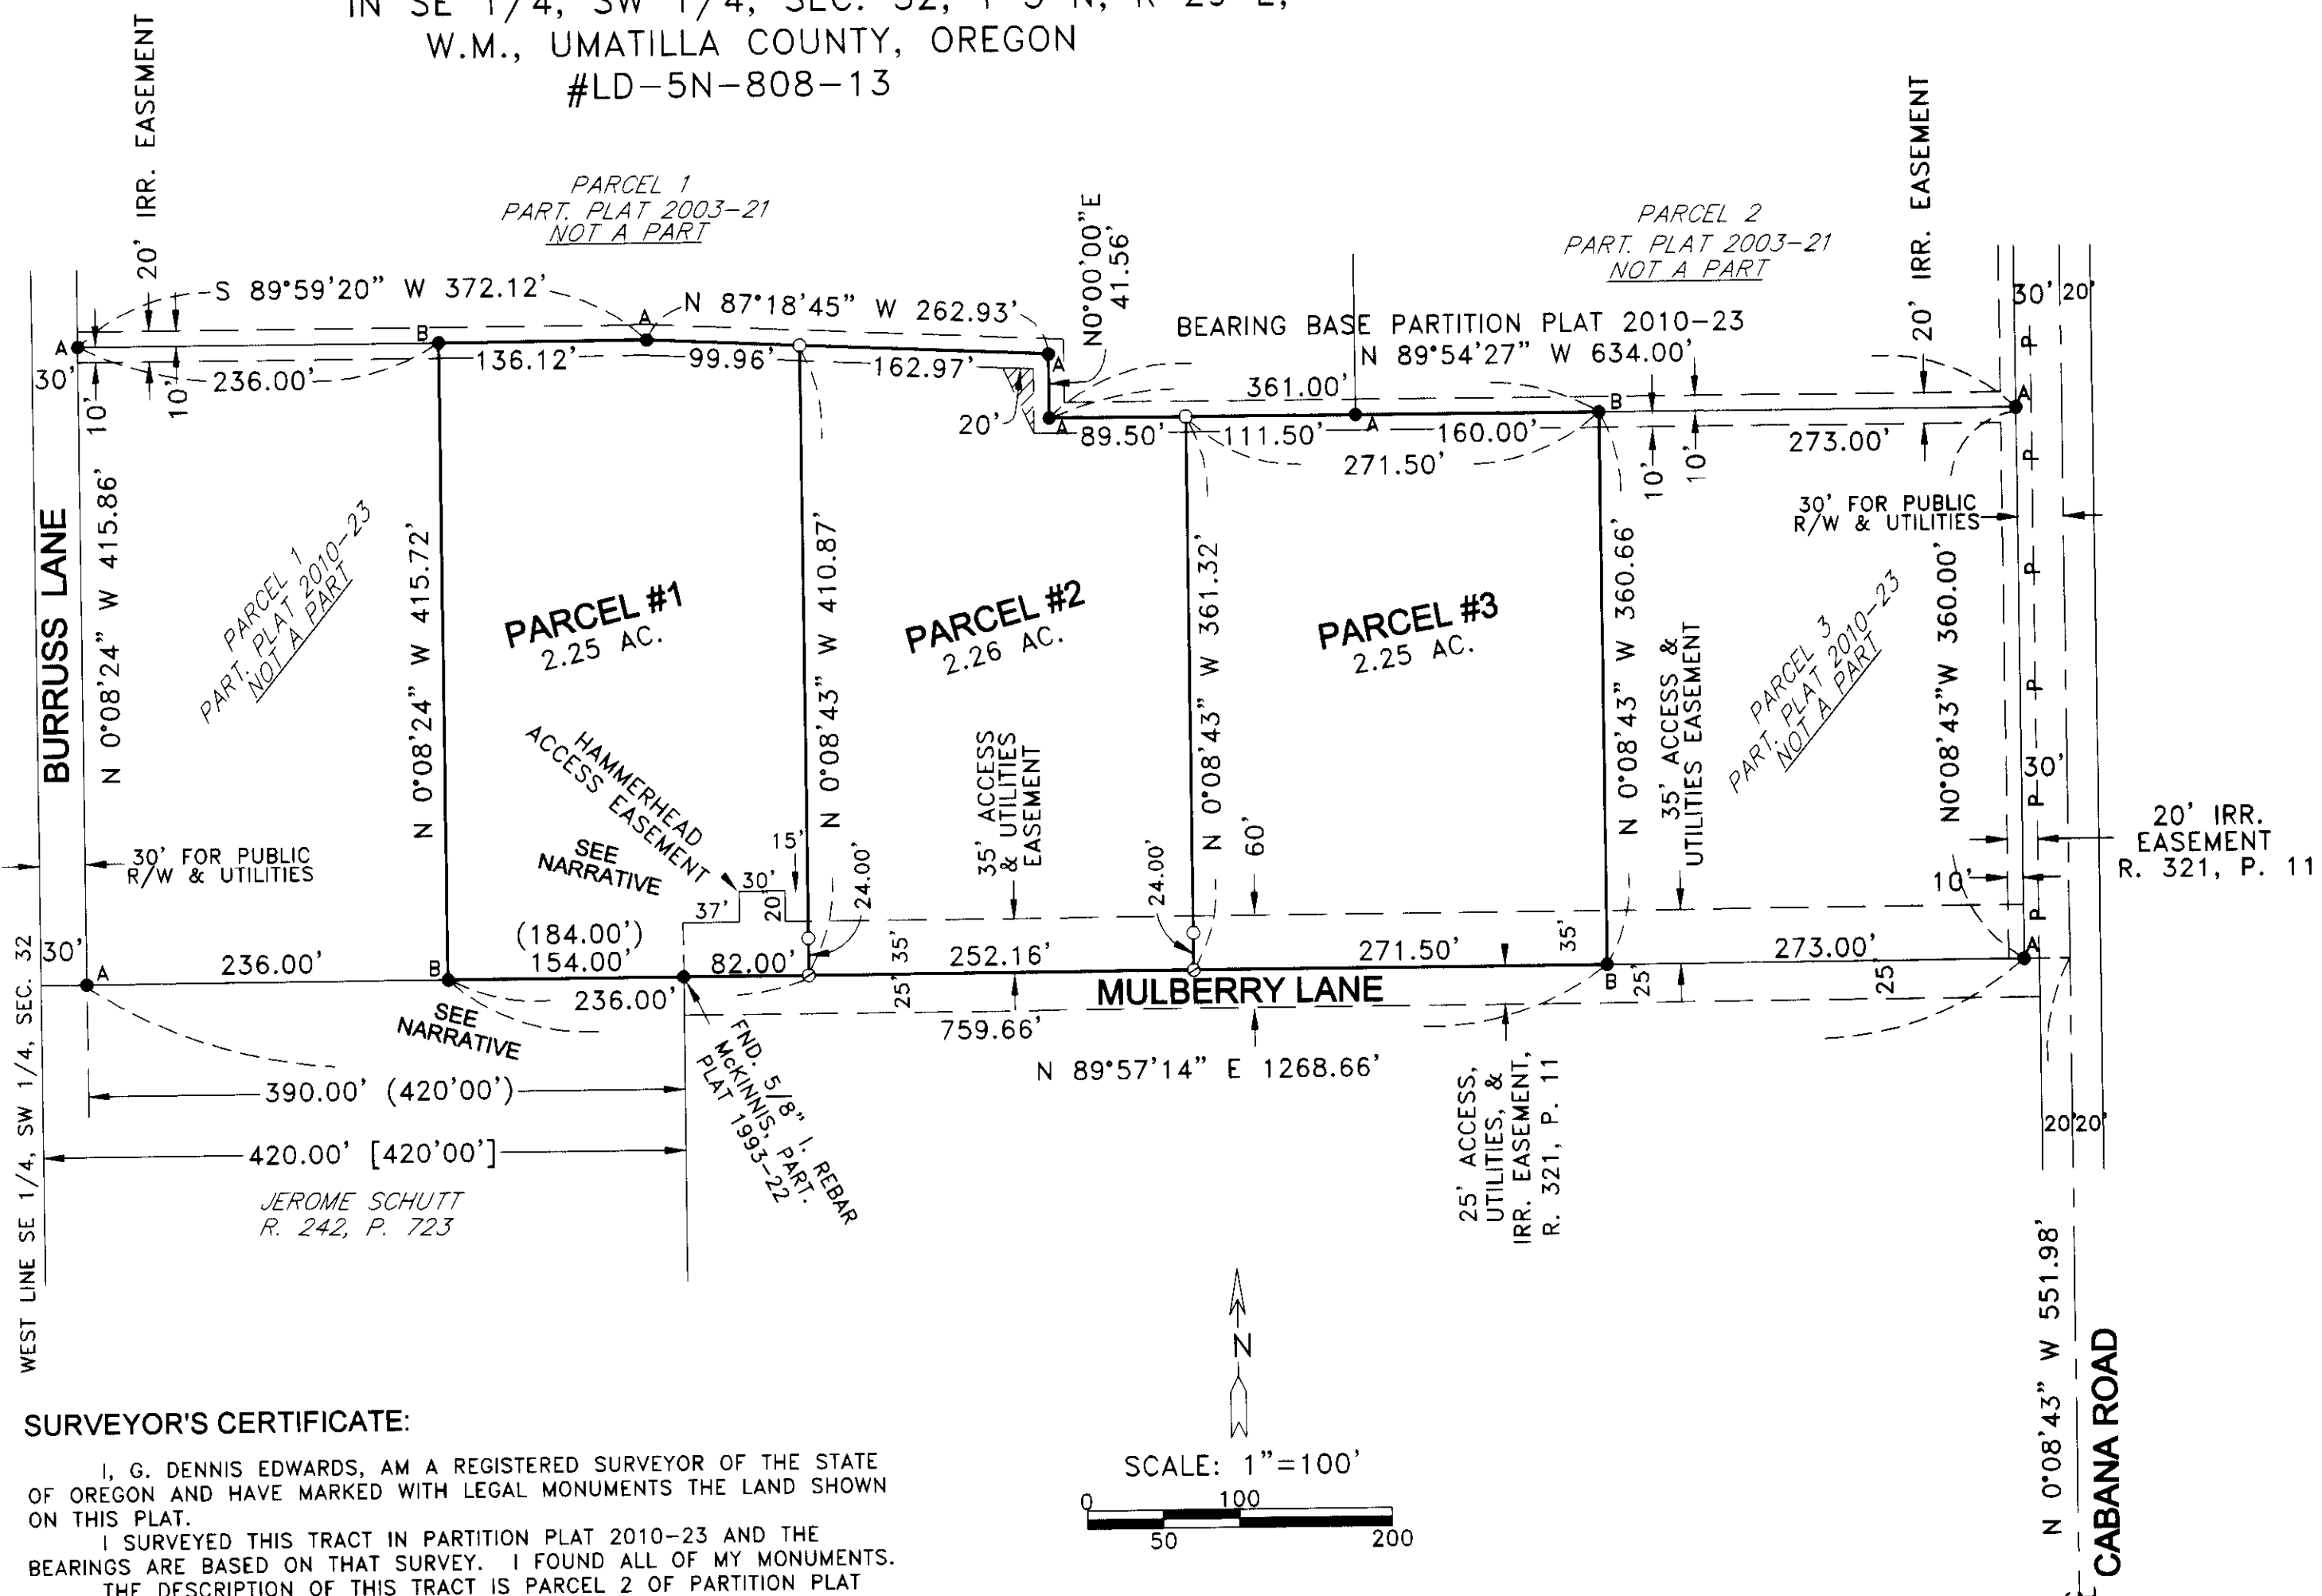 IN SE 1/4, SW 1/4, SEC. 32, T 5 N, R 29 E,
W.M., UMATILLA COUNTY, OREGON
#LD-5N-808-13
20' IRR. EASEMENT
PARCEL 1
PART. PLAT 2003-21
NOT A PART
N0°00'00"E
41.56'
PARCEL 2
PART. PLAT 2003-21
NOT A PART
20' IRR. EASEMENT
30'
20'
S 89°59'20" W 372.12'
N 87°18'45" W 262.93'
BEARING BASE PARTITION PLAT 2010-23
N 89°54'27" W 634.00'
A
B
A
A
A
A
B
A
30'
10'
10'
236.00'
136.12'
99.96'
162.97'
20'
361.00'
89.50'
111.50'
160.00'
271.50'
10'
10'
273.00'
30' FOR PUBLIC
R/W & UTILITIES
BURRUSS LANE
N 0°08'24" W 415.86'
PARCEL 1
PART. PLAT 2010-23
NOT A PART
N 0°08'24" W 415.72'
PARCEL #1
2.25 AC.
N 0°08'43" W 410.87'
PARCEL #2
2.26 AC.
N 0°08'43" W 361.32'
PARCEL #3
2.25 AC.
N 0°08'43" W 360.66'
35' ACCESS &
UTILITIES EASEMENT
PARCEL 3
PART. PLAT 2010-23
NOT A PART
N0°08'43"W 360.00'
P
P
P
P
P
P
P
30'
20' IRR.
EASEMENT
R. 321, P. 11
10'
30' FOR PUBLIC
R/W & UTILITIES
HAMMERHEAD
ACCESS EASEMENT
SEE
NARRATIVE
15'
30'
37'
20'
24.00'
35' ACCESS
& UTILITIES
EASEMENT
24.00'
60'
30'
A
236.00'
B
(184.00')
154.00'
82.00'
236.00'
35'
25'
252.16'
271.50'
35'
B
25'
273.00'
25'
A
MULBERRY LANE
SEE
NARRATIVE
759.66'
N 89°57'14" E 1268.66'
390.00' (420'00')
420.00' [420'00']
FND. 5/8" I. REBAR
McKINNIS, PART.
PLAT 1993-22
25' ACCESS,
UTILITIES, &
IRR. EASEMENT,
R. 321, P. 11
20'
20'
JEROME SCHUTT
R. 242, P. 723
WEST LINE SE 1/4, SW 1/4, SEC. 32
N 0°08'43" W 551.98'
CABANA ROAD
N
SCALE: 1"=100'
0
100
50
200
SURVEYOR'S CERTIFICATE:
I, G. DENNIS EDWARDS, AM A REGISTERED SURVEYOR OF THE STATE
OF OREGON AND HAVE MARKED WITH LEGAL MONUMENTS THE LAND SHOWN
ON THIS PLAT.
I SURVEYED THIS TRACT IN PARTITION PLAT 2010-23 AND THE
BEARINGS ARE BASED ON THAT SURVEY. I FOUND ALL OF MY MONUMENTS.
THE DESCRIPTION OF THIS TRACT IS PARCEL 2 OF PARTITION PLAT